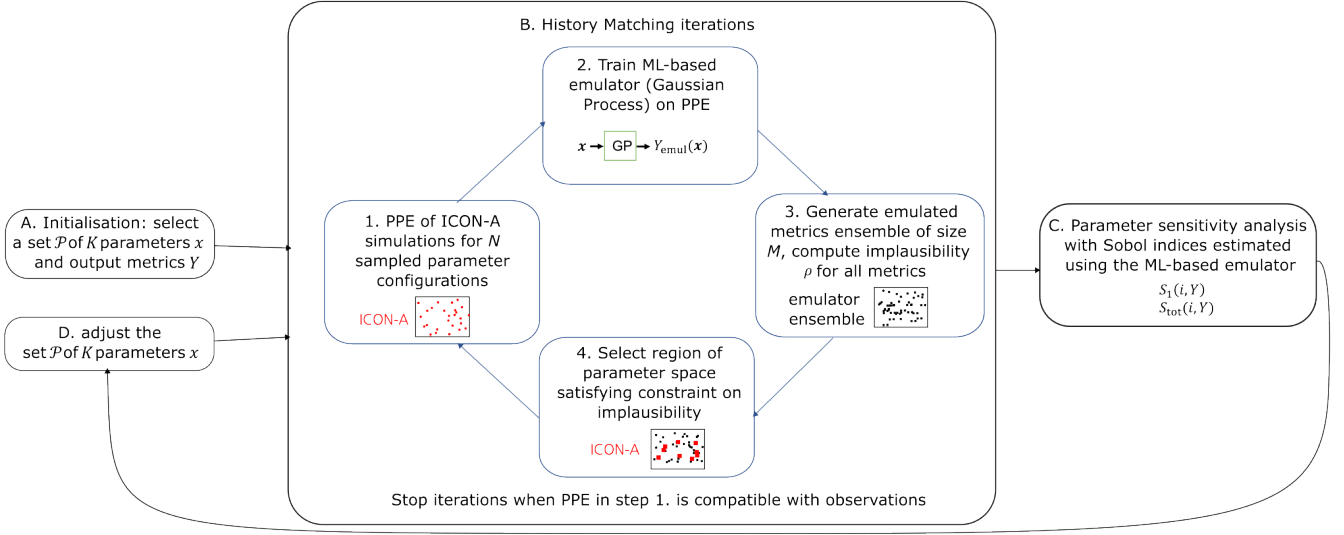 B. History Matching iterations
2. Train ML-based
emulator (Gaussian
Process) on PPE
x GP Y_emul(x)
A. Initialisation: select
a set 𝒫 of K parameters x
and output metrics Y
1. PPE of ICON-A
simulations for N
sampled parameter
configurations
ICON-A
3. Generate emulated
metrics ensemble of size
M, compute implausibility
ρ for all metrics
emulator
ensemble
C. Parameter sensitivity analysis
with Sobol indices estimated
using the ML-based emulator
S_1(i, Y)
S_tot(i, Y)
D. adjust the
set 𝒫 of K parameters x
4. Select region of
parameter space
satisfying constraint on
implausibility
ICON-A
Stop iterations when PPE in step 1. is compatible with observations